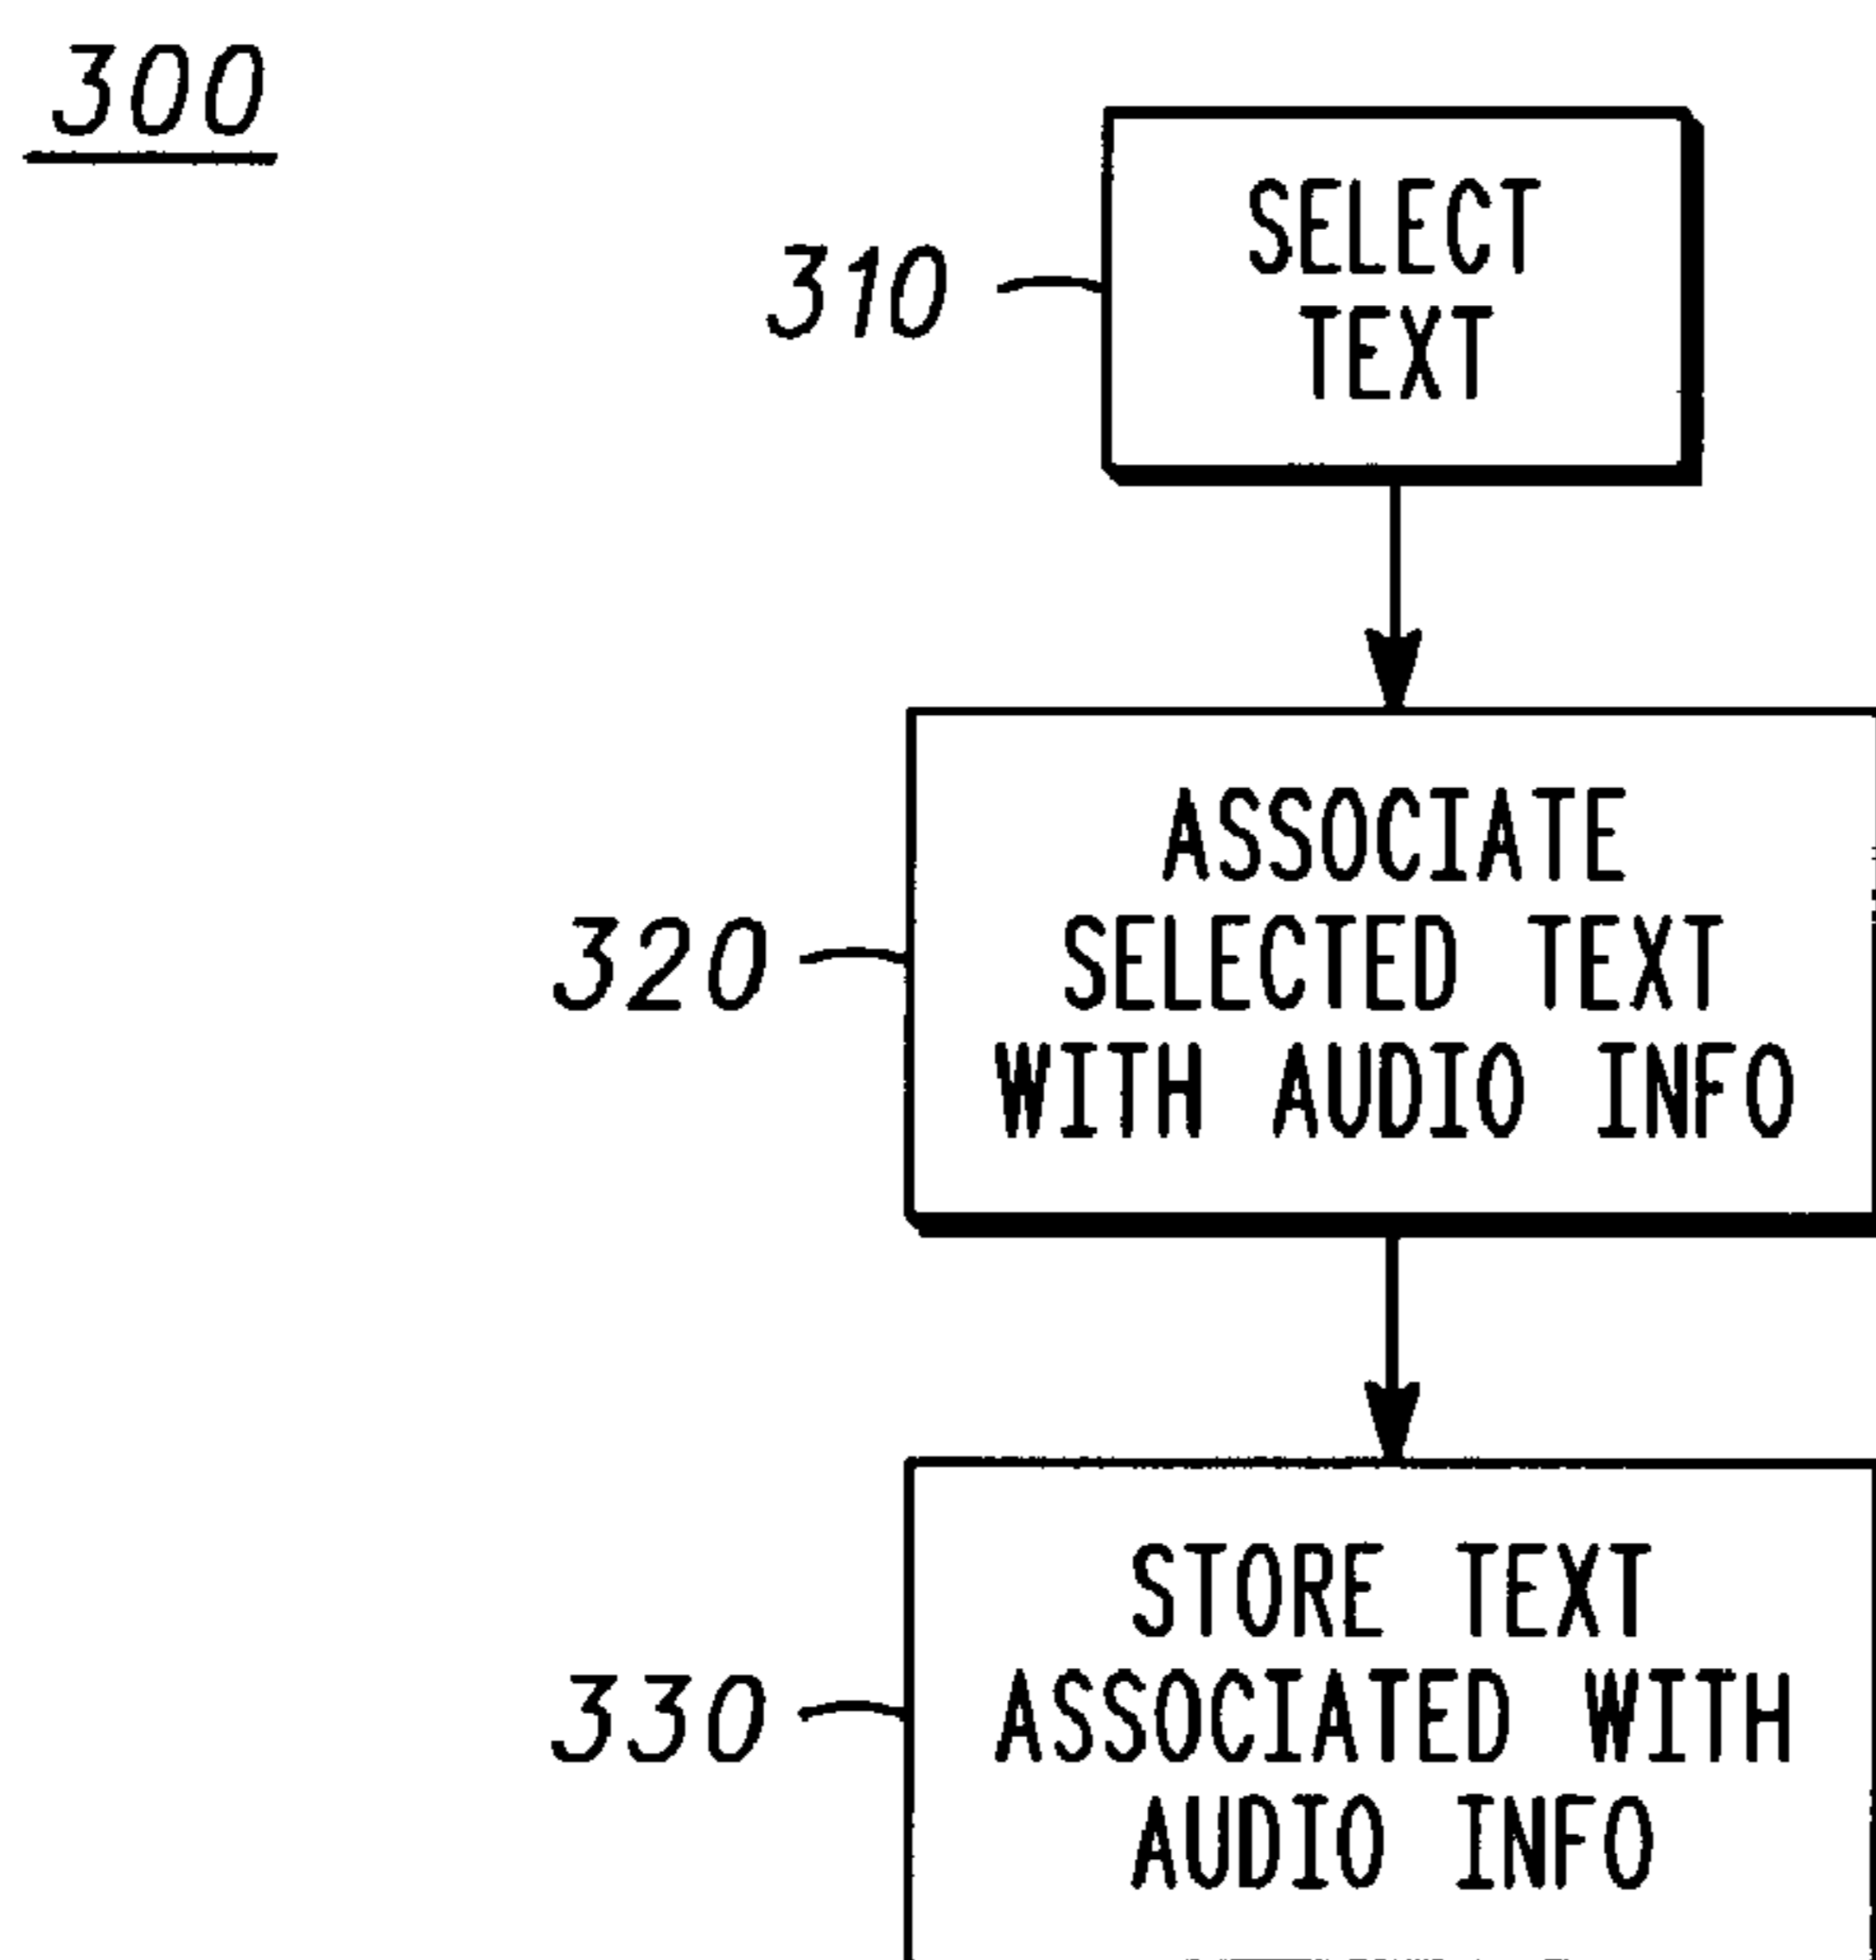 300
310
SELECT
TEXT
320
ASSOCIATE
SELECTED TEXT
WITH AUDIO INFO
330
STORE TEXT
ASSOCIATED WITH
AUDIO INFO